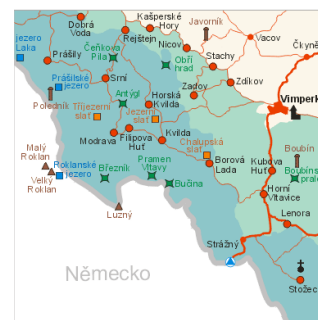 Kašperské
Hory
Javorník
Dobrá
Voda
Rejštejn
Nicov
Vacov
Čkyně
jezero
Laka
Čeňkova
Pila
Prášily
Stachy
Obří
hrad
Prášilské
jezero
Srní
Zdíkov
Zadov
Antýgl
Horská
Kvilda
Vimperk
Poledník
Tříjezerní
slať
Jezerní
slať
Modrava
Filipova
Huť
Kvilda
Chalupská
slať
Malý
Roklan
Boubín
Pramen
Vltavy
Borová
Lada
Kubova
Huť
Roklanské
jezero
Březník
Boubíns
pral
Velký
Roklan
Bučina
Horní
Vltavice
Luzný
Lenora
Strážný
Německo
Stožec